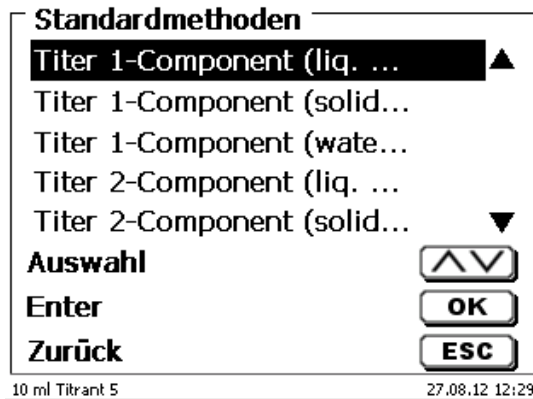 Standardmethoden
Titer 1-Component (liq. ...
Titer 1-Component (solid...
Titer 1-Component (wate...
Titer 2-Component (liq. ...
Titer 2-Component (solid...
Auswahl
Enter OK
Zurück ESC
10 ml Titrant 5 27.08.12 12:29